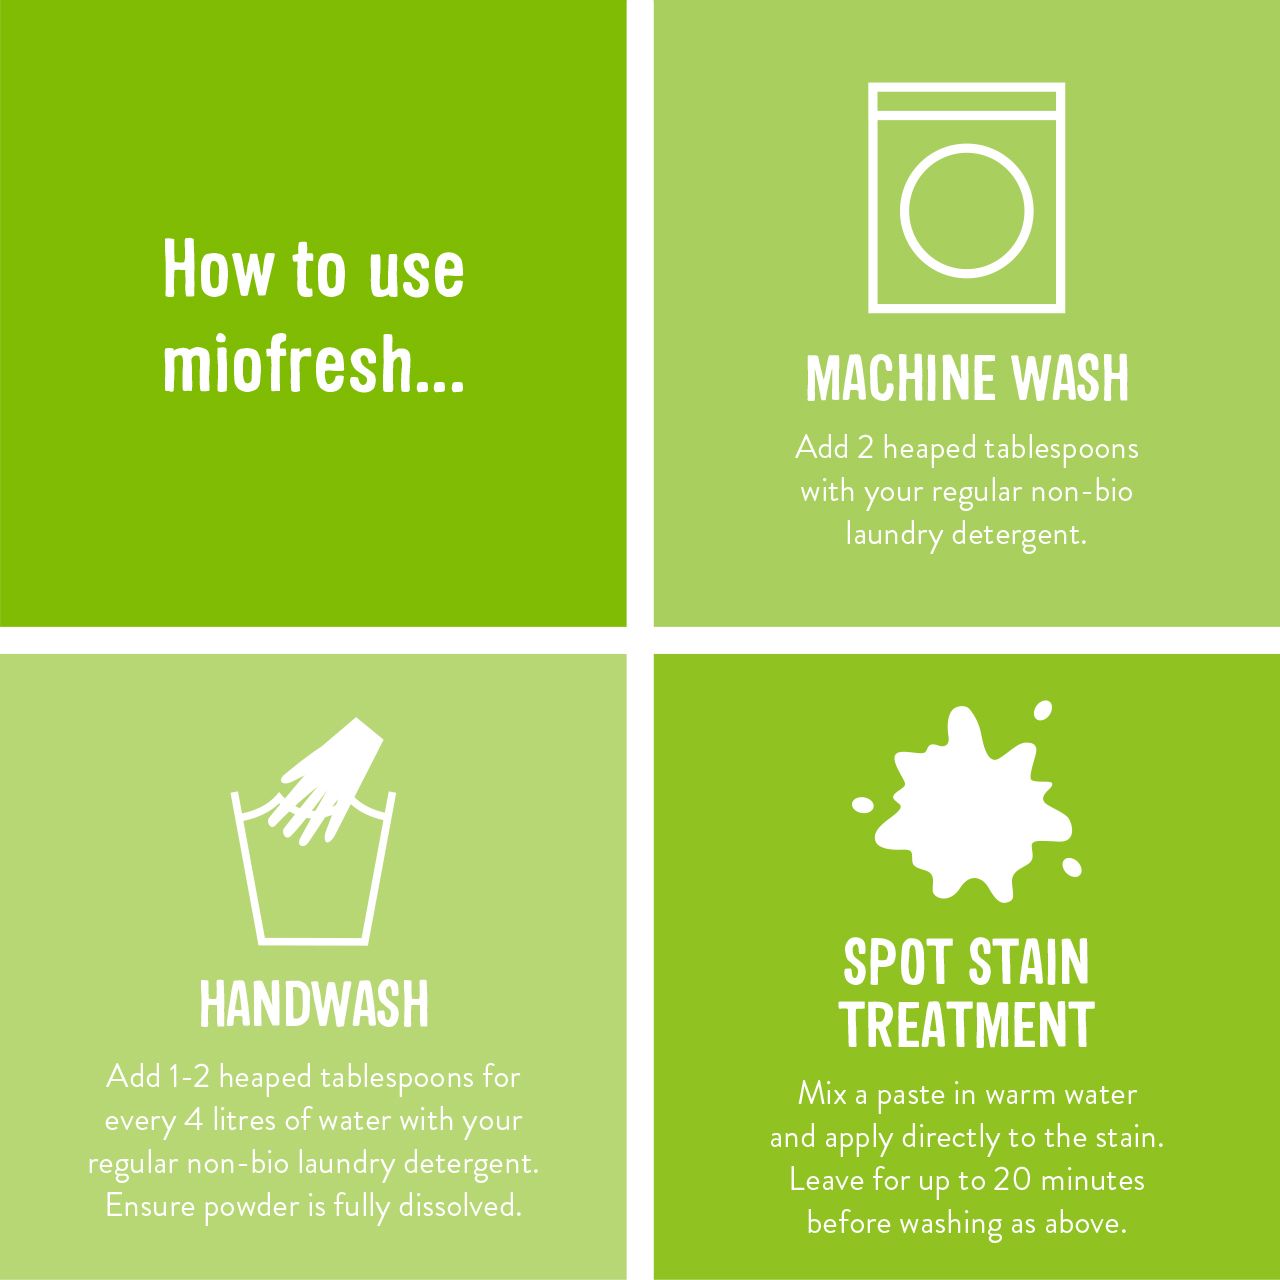 How to use
miofresh...
MACHINE WASH
Add 2 heaped tablespoons
with your regular non-bio
laundry detergent.
HANDWASH
Add 1-2 heaped tablespoons for
every 4 litres of water with your
regular non-bio laundry detergent.
Ensure powder is fully dissolved.
SPOT STAIN
TREATMENT
Mix a paste in warm water
and apply directly to the stain.
Leave for up to 20 minutes
before washing as above.